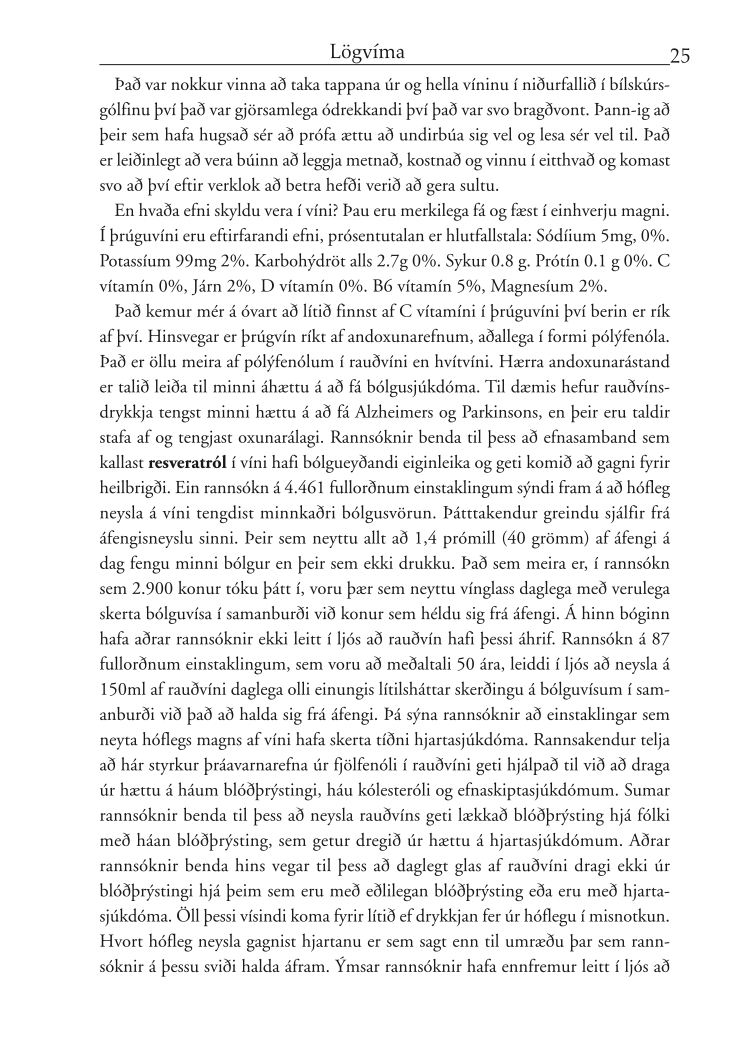 Lögvíma 25
Það var nokkur vinna að taka tappana úr og hella víninu í niðurfallið í bílskúrs-
gólfinu því það var gjörsamlega ódrekkandi því það var svo bragðvont. Þann-ig að
þeir sem hafa hugsað sér að prófa ættu að undirbúa sig vel og lesa sér vel til. Það
er leiðinlegt að vera búinn að leggja metnað, kostnað og vinnu í eitthvað og komast
svo að því eftir verklok að betra hefði verið að gera sultu.
En hvaða efni skyldu vera í víni? Þau eru merkilega fá og fæst í einhverju magni.
Í þrúguvíni eru eftirfarandi efni, prósentutalan er hlutfallstala: Sódíium 5mg, 0%.
Potassíum 99mg 2%. Karbohýdröt alls 2.7g 0%. Sykur 0.8 g. Prótín 0.1 g 0%. C
vítamín 0%, Járn 2%, D vítamín 0%. B6 vítamín 5%, Magnesíum 2%.
Það kemur mér á óvart að lítið finnst af C vítamíni í þrúguvíni því berin er rík
af því. Hinsvegar er þrúgvín ríkt af andoxunarefnum, aðallega í formi pólýfenóla.
Það er öllu meira af pólýfenólum í rauðvíni en hvítvíni. Hærra andoxunarástand
er talið leiða til minni áhættu á að fá bólgusjúkdóma. Til dæmis hefur rauðvíns-
drykkja tengst minni hættu á að fá Alzheimers og Parkinsons, en þeir eru taldir
stafa af og tengjast oxunarálagi. Rannsóknir benda til þess að efnasamband sem
kallast resveratról í víni hafi bólgueyðandi eiginleika og geti komið að gagni fyrir
heilbrigði. Ein rannsókn á 4.461 fullorðnum einstaklingum sýndi fram á að hófleg
neysla á víni tengdist minnkaðri bólgusvörun. Þátttakendur greindu sjálfir frá
áfengisneyslu sinni. Þeir sem neyttu allt að 1,4 prómill (40 grömm) af áfengi á
dag fengu minni bólgur en þeir sem ekki drukku. Það sem meira er, í rannsókn
sem 2.900 konur tóku þátt í, voru þær sem neyttu vínglass daglega með verulega
skerta bólguvísa í samanburði við konur sem héldu sig frá áfengi. Á hinn bóginn
hafa aðrar rannsóknir ekki leitt í ljós að rauðvín hafi þessi áhrif. Rannsókn á 87
fullorðnum einstaklingum, sem voru að meðaltali 50 ára, leiddi í ljós að neysla á
150ml af rauðvíni daglega olli einungis lítilsháttar skerðingu á bólguvísum í sam-
anburði við það að halda sig frá áfengi. Þá sýna rannsóknir að einstaklingar sem
neyta hóflegs magns af víni hafa skerta tíðni hjartasjúkdóma. Rannsakendur telja
að hár styrkur þráavarnarefna úr fjölfenóli í rauðvíni geti hjálpað til við að draga
úr hættu á háum blóðþrýstingi, háu kólesteróli og efnaskiptasjúkdómum. Sumar
rannsóknir benda til þess að neysla rauðvíns geti lækkað blóðþrýsting hjá fólki
með háan blóðþrýsting, sem getur dregið úr hættu á hjartasjúkdómum. Aðrar
rannsóknir benda hins vegar til þess að daglegt glas af rauðvíni dragi ekki úr
blóðþrýstingi hjá þeim sem eru með eðlilegan blóðþrýsting eða eru með hjarta-
sjúkdóma. Öll þessi vísindi koma fyrir lítið ef drykkjan fer úr hóflegu í misnotkun.
Hvort hófleg neysla gagnist hjartanu er sem sagt enn til umræðu þar sem rann-
sóknir á þessu sviði halda áfram. Ýmsar rannsóknir hafa ennfremur leitt í ljós að